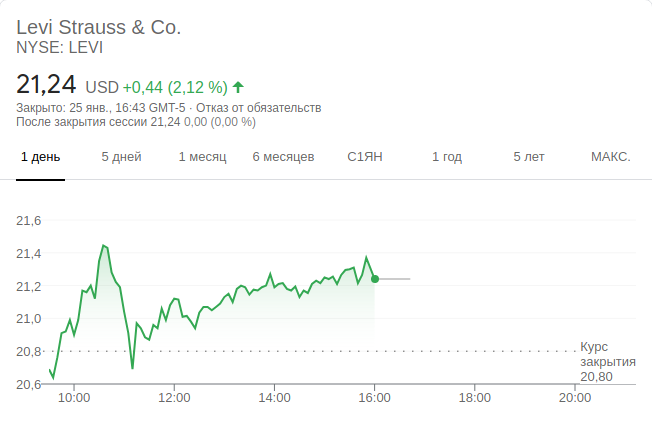 Levi Strauss & Co.
NYSE: LEVI
21,24 USD +0,44 (2,12 %)
Закрыто: 25 янв., 16:43 GMT-5 · Отказ от обязательств
После закрытия сессии 21,24 0,00 (0,00 %)
1 день 5 дней 1 месяц 6 месяцев С1ЯН 1 год 5 лет МАКС.
21,6
21,4
21,2
21,0
20,8
20,6
Курс
закрытия
20,80
10:00 12:00 14:00 16:00 18:00 20:00